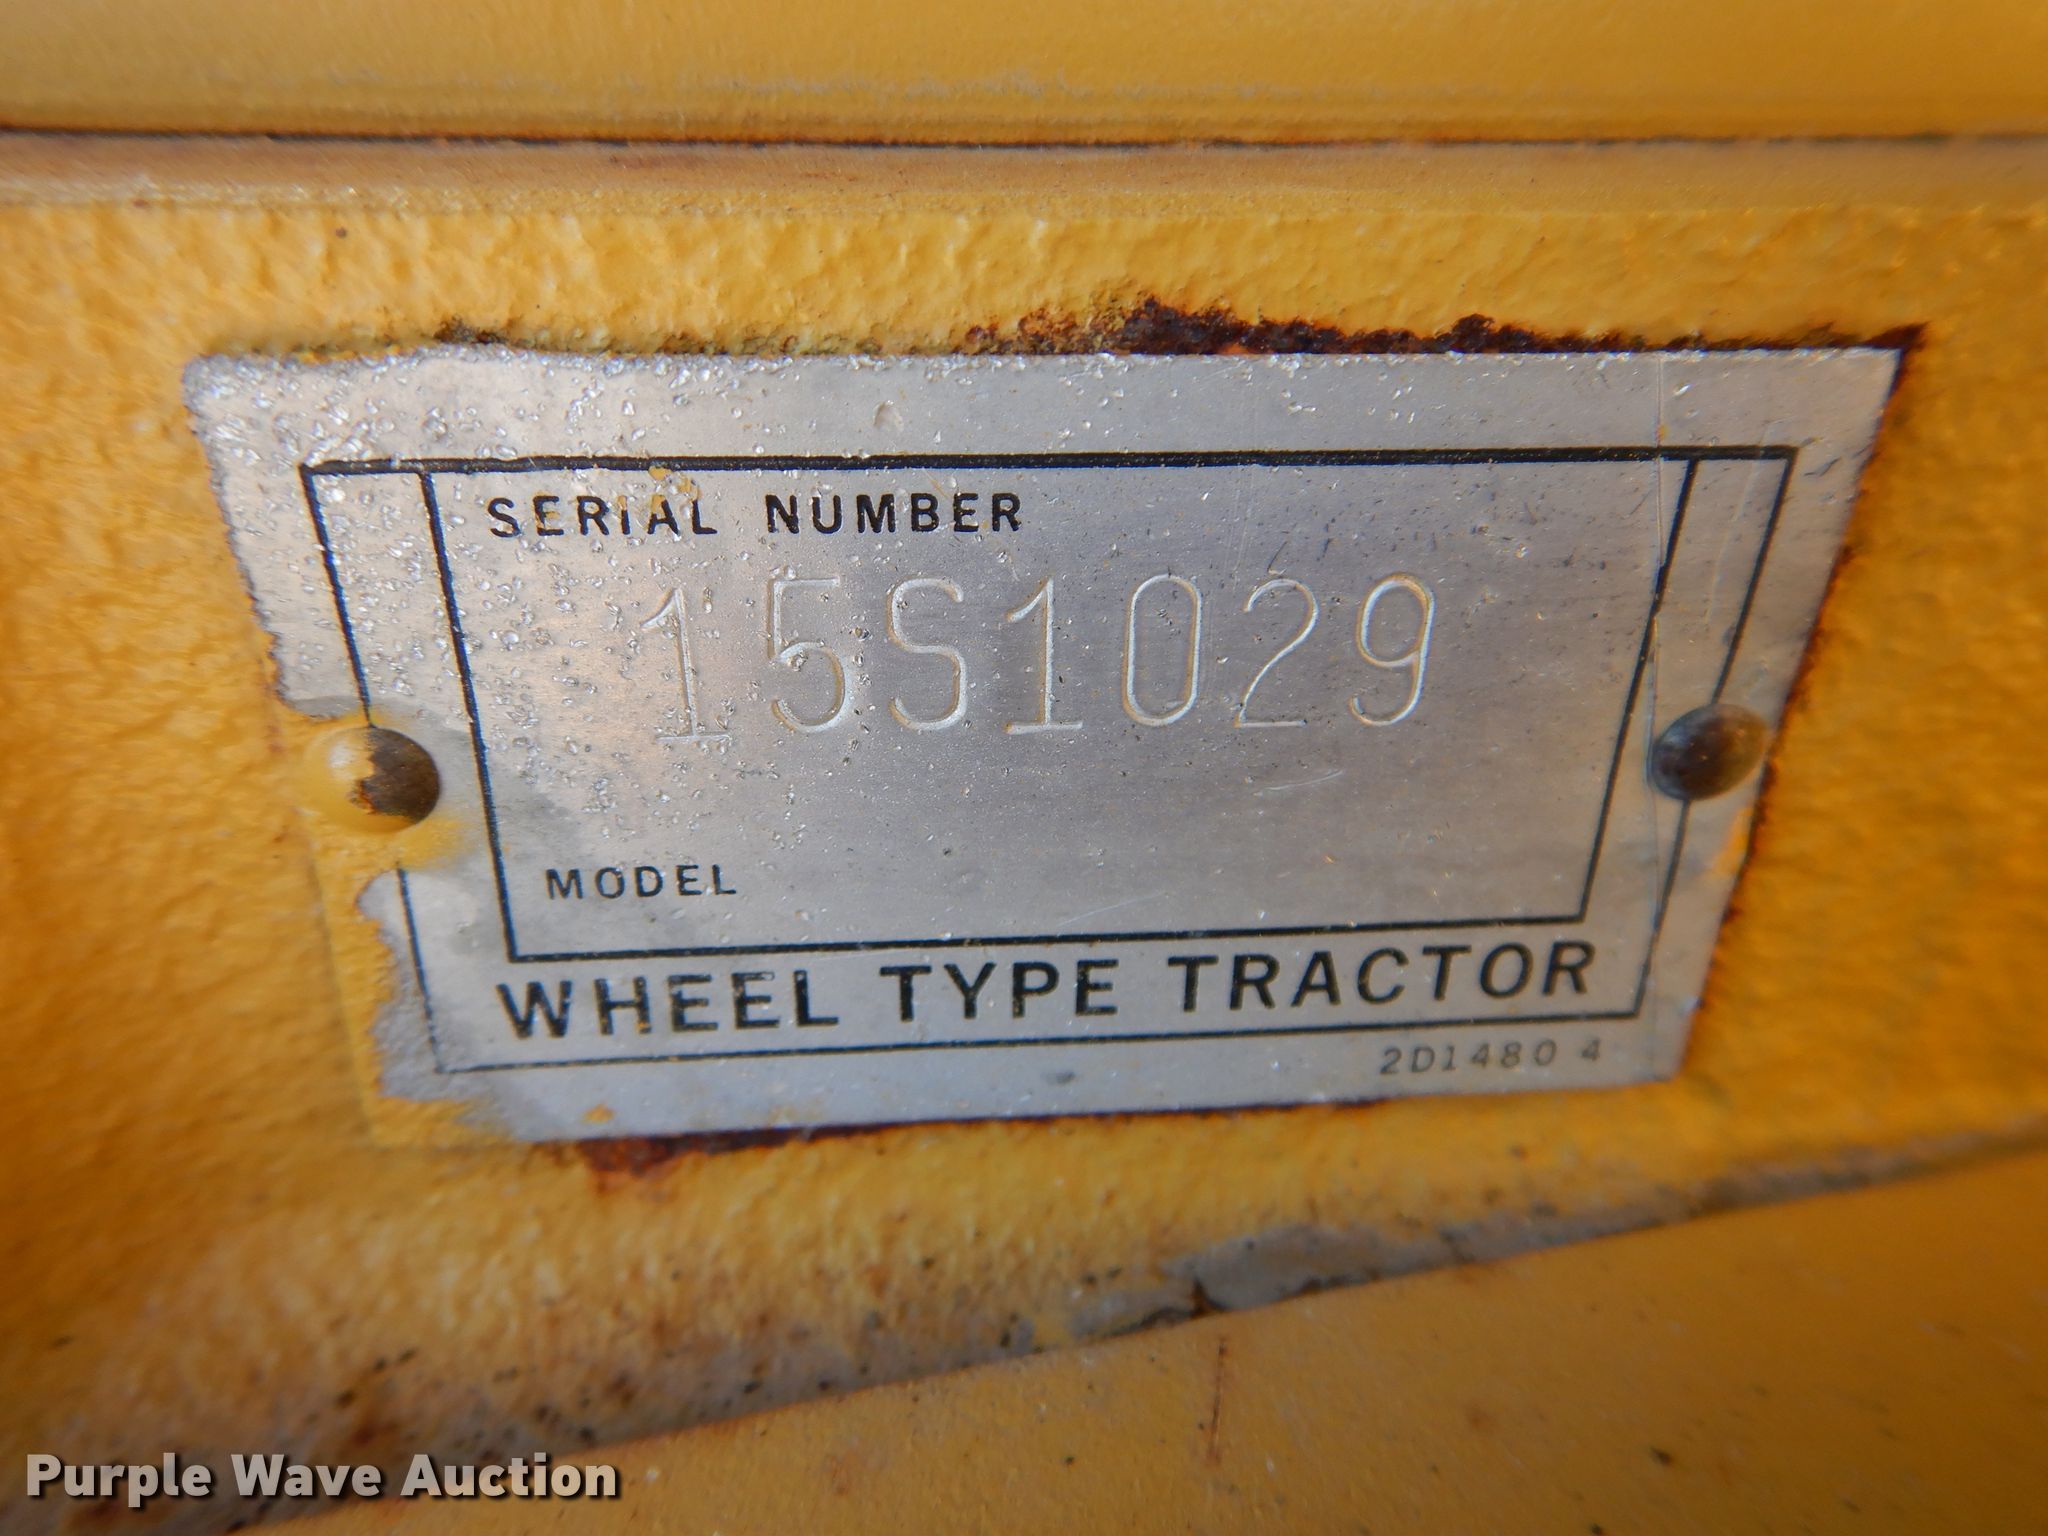 SERIAL NUMBER
15S1029
MODEL
WHEEL TYPE TRACTOR
2D1480 4
Purple Wave Auction